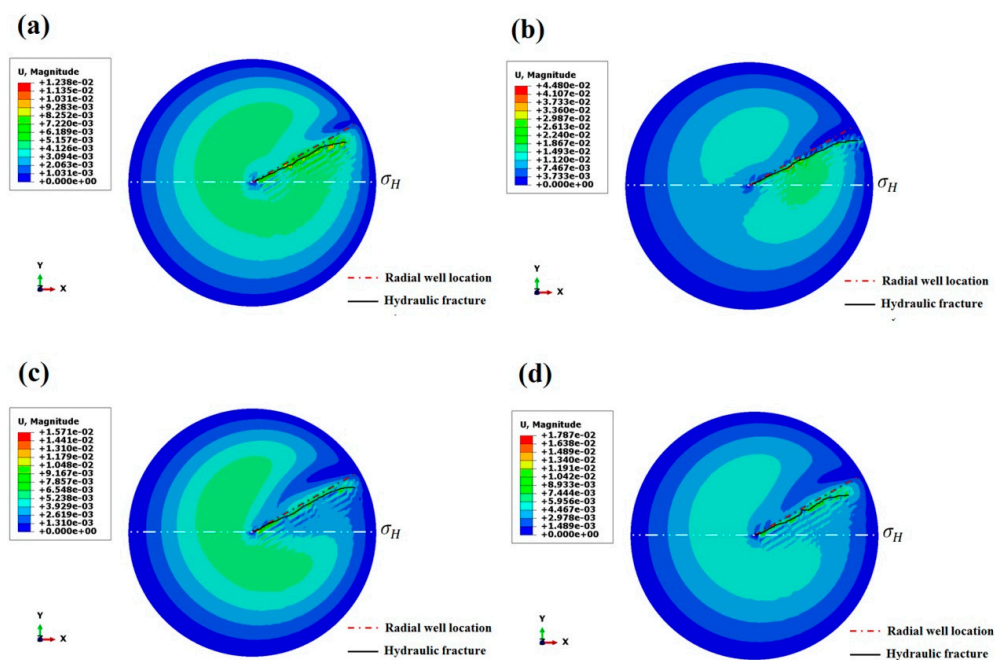 (a)
U, Magnitude
+1.238e-02
+1.135e-02
+1.031e-02
+9.283e-03
+8.252e-03
+7.220e-03
+6.189e-03
+5.157e-03
+4.126e-03
+3.094e-03
+2.063e-03
+1.031e-03
+0.000e+00
σH
Y
Z X
Radial well location
Hydraulic fracture
(b)
U, Magnitude
+4.480e-02
+4.107e-02
+3.733e-02
+3.360e-02
+2.987e-02
+2.613e-02
+2.240e-02
+1.867e-02
+1.493e-02
+1.120e-02
+7.467e-03
+3.733e-03
+0.000e+00
σH
Y
Z X
Radial well location
Hydraulic fracture
(c)
U, Magnitude
+1.571e-02
+1.441e-02
+1.310e-02
+1.179e-02
+1.048e-02
+9.167e-03
+7.857e-03
+6.548e-03
+5.238e-03
+3.929e-03
+2.619e-03
+1.310e-03
+0.000e+00
σH
Y
Z X
Radial well location
Hydraulic fracture
(d)
U, Magnitude
+1.787e-02
+1.638e-02
+1.489e-02
+1.340e-02
+1.191e-02
+1.042e-02
+8.933e-03
+7.444e-03
+5.956e-03
+4.467e-03
+2.978e-03
+1.489e-03
+0.000e+00
σH
Y
Z X
Radial well location
Hydraulic fracture